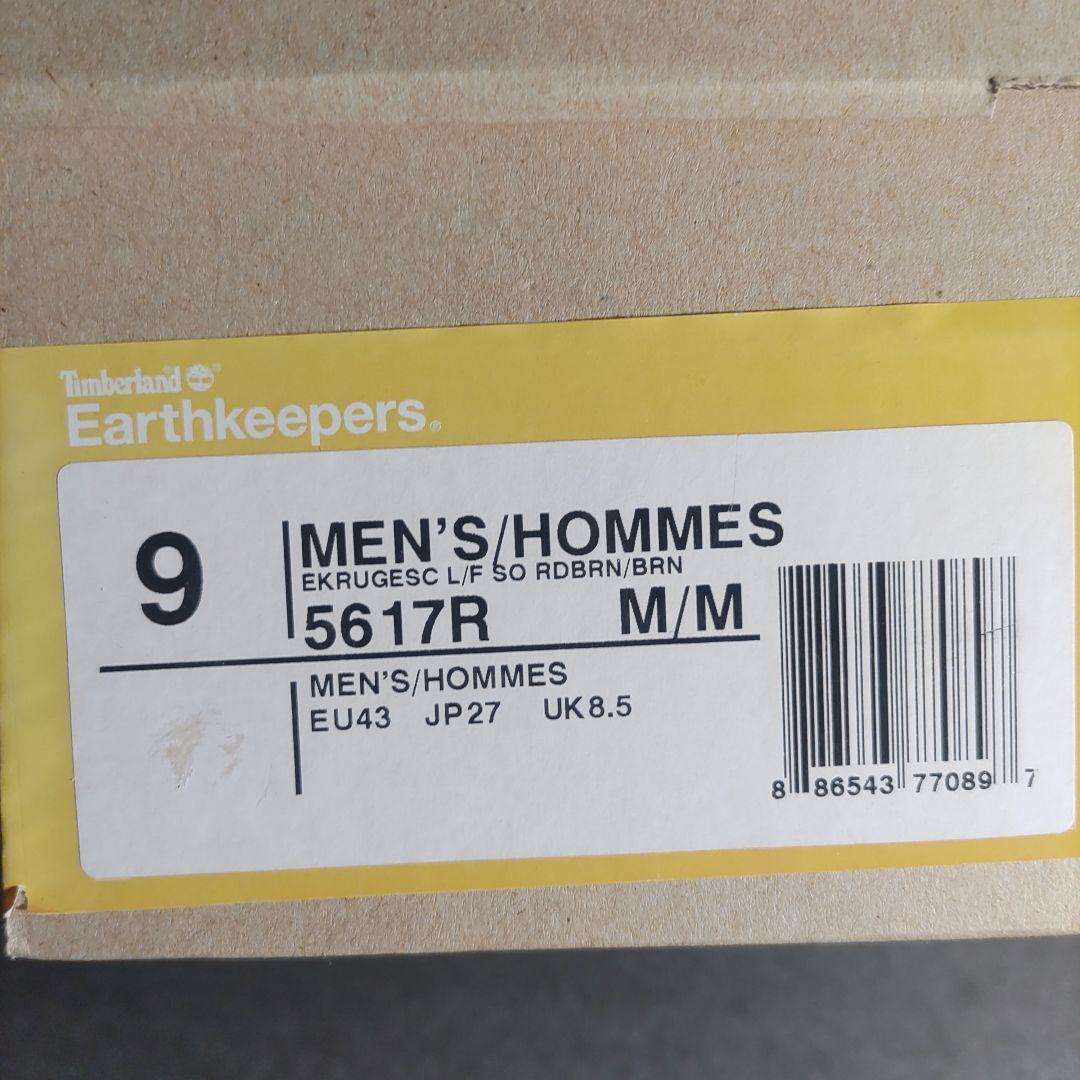 Timberland®
Earthkeepers®
9
MEN'S/HOMMES
EKRUGESC L/F SO RDBRN/BRN
5617R M/M
MEN'S/HOMMES
EU43 JP27 UK8.5
8 86543 77089 7